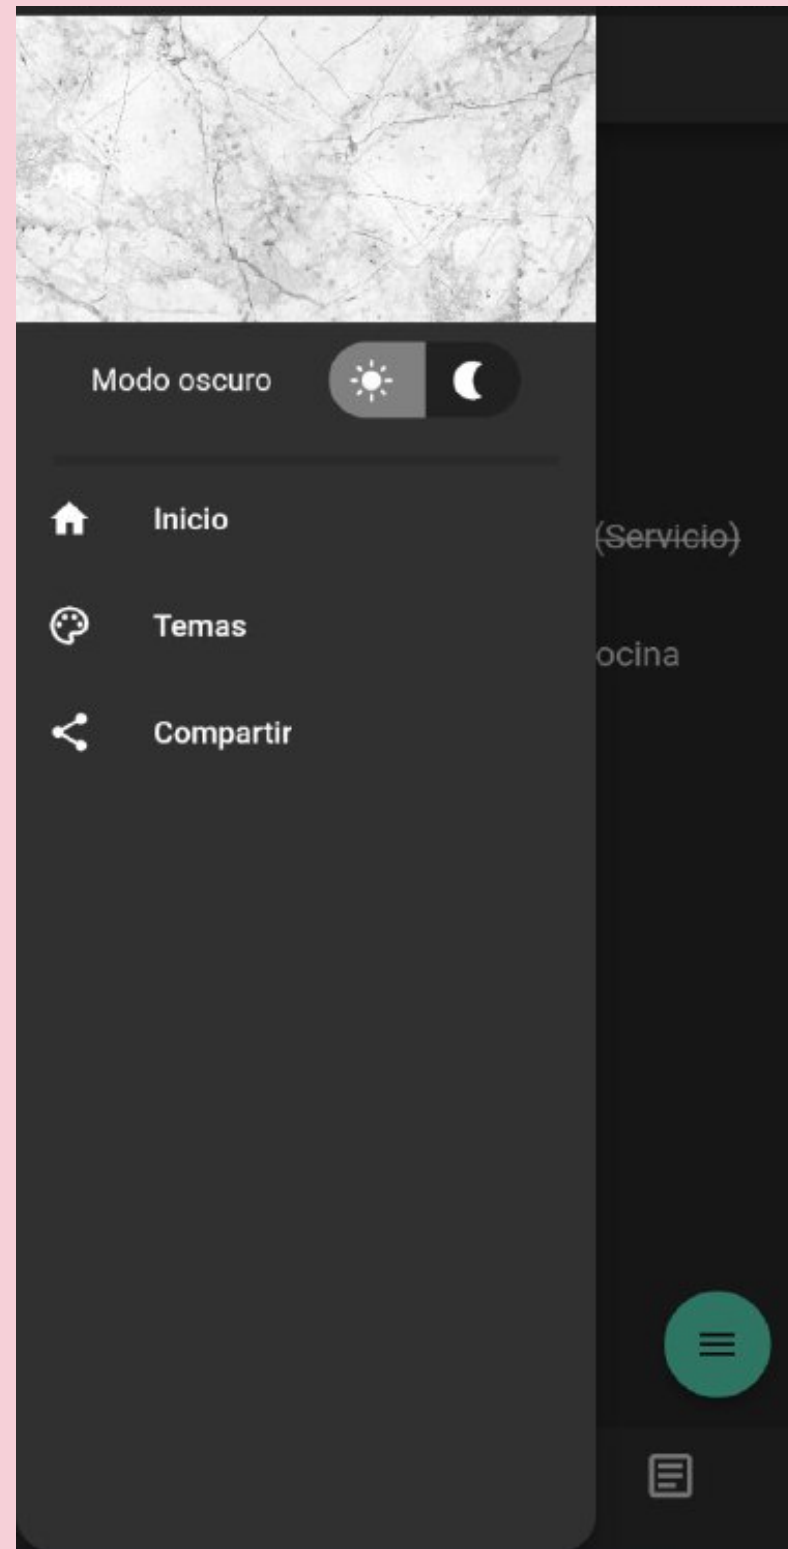 Modo oscuro
Inicio
(Servicio)
Temas
ocina
Compartir